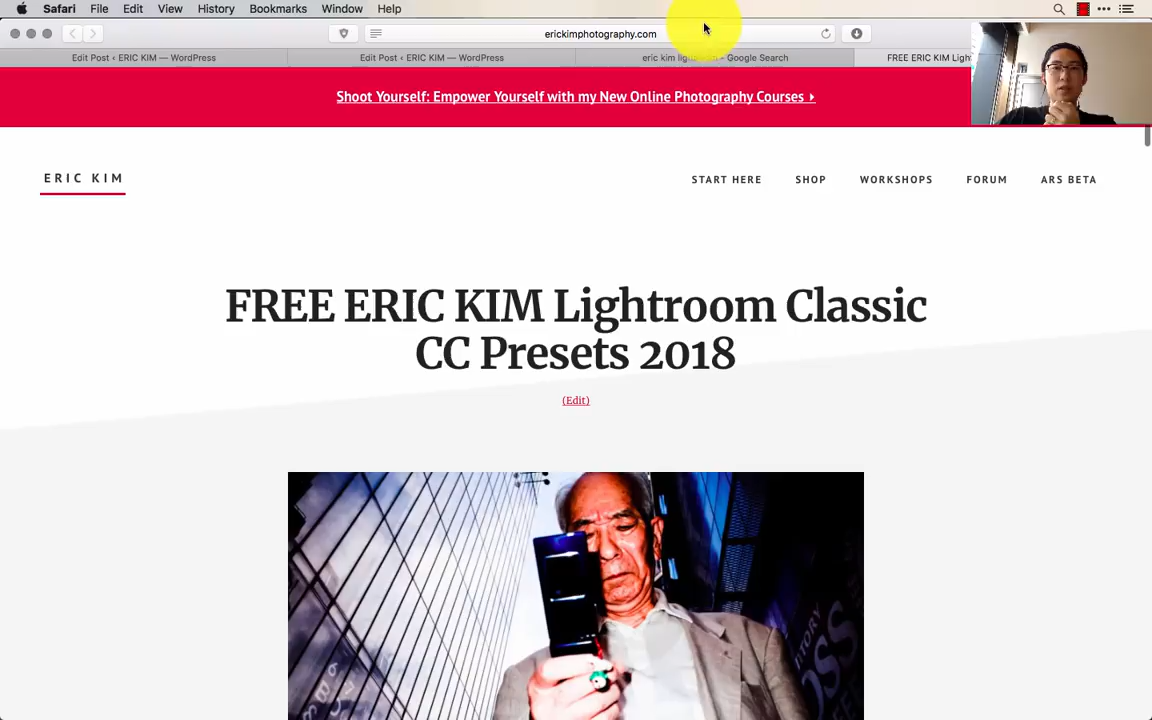 Safari File Edit View History Bookmarks Window Help
erickimphotography.com
Edit Post ‹ ERIC KIM — WordPress
Edit Post ‹ ERIC KIM — WordPress
eric kim - Google Search
FREE ERIC KIM Ligh
Shoot Yourself: Empower Yourself with my New Online Photography Courses
ERIC KIM
START HERE SHOP WORKSHOPS FORUM ARS BETA
FREE ERIC KIM Lightroom Classic
CC Presets 2018
(Edit)